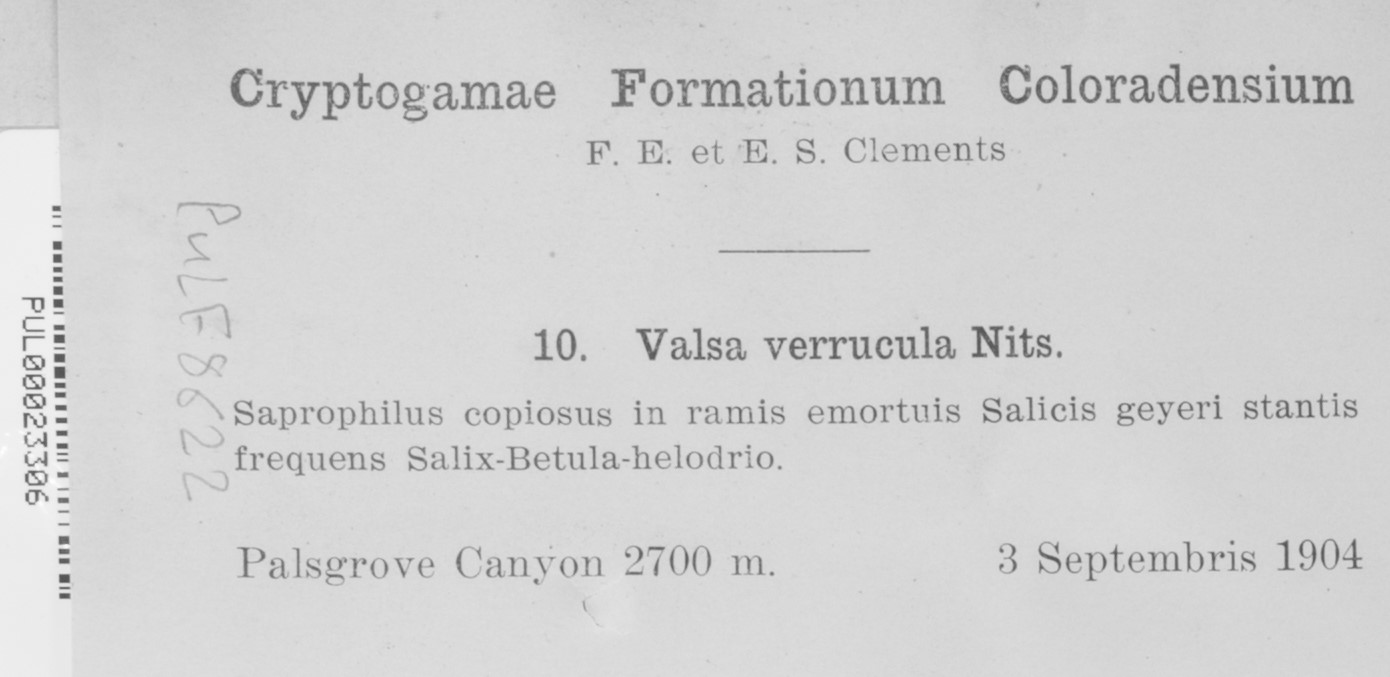 Cryptogamae Formationum Coloradensium
F. E. et E. S. Clements
10. Valsa verrucula Nits.
Saprophilus copiosus in ramis emortuis Salicis geyeri stantis
frequens Salix-Betula-helodrio.
Palsgrove Canyon 2700 m. 3 Septembris 1904
PulF8622
PUL00023306